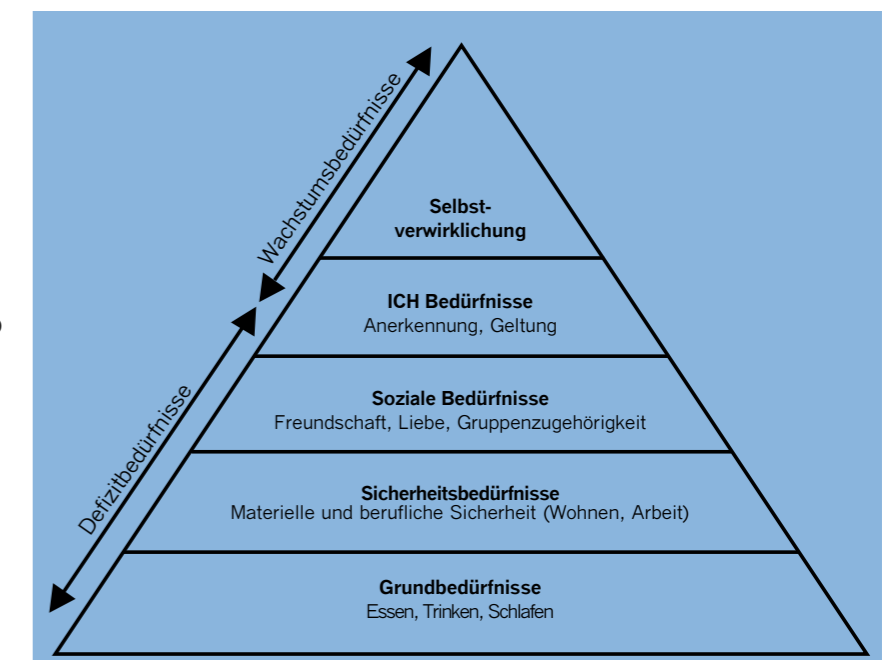 Wachstumsbedürfnisse
Defizitbedürfnisse
Selbst-
verwirklichung
ICH Bedürfnisse
Anerkennung, Geltung
Soziale Bedürfnisse
Freundschaft, Liebe, Gruppenzugehörigkeit
Sicherheitsbedürfnisse
Materielle und berufliche Sicherheit (Wohnen, Arbeit)
Grundbedürfnisse
Essen, Trinken, Schlafen